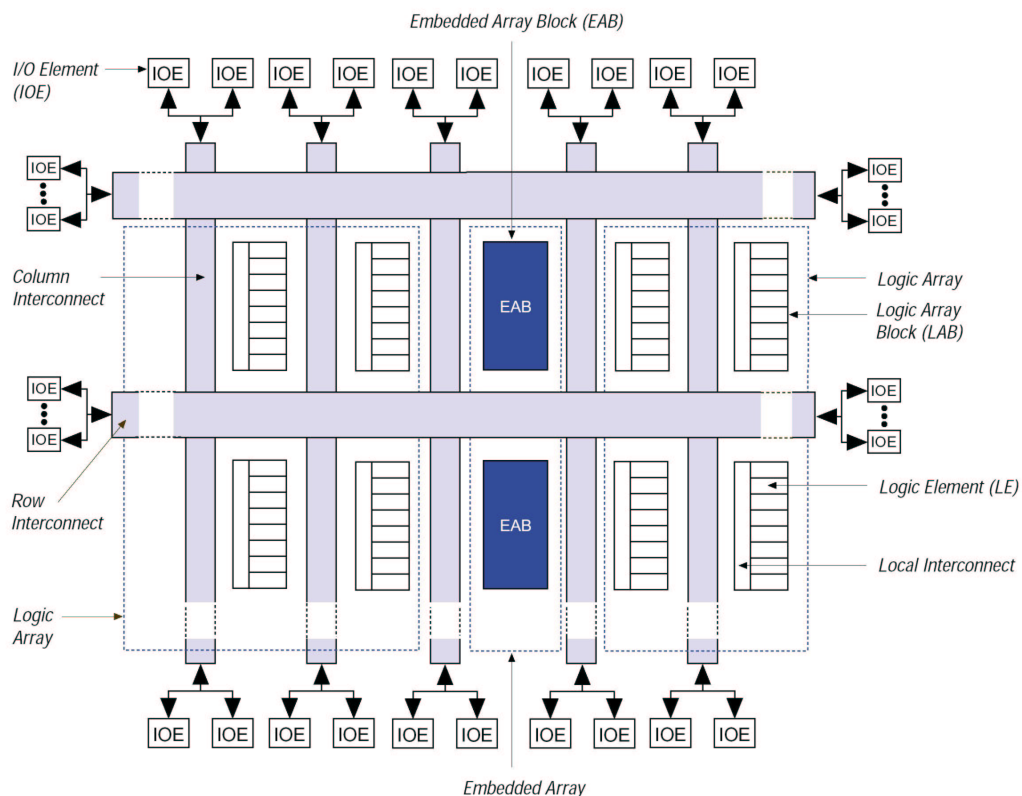 Embedded Array Block (EAB)
I/O Element
(IOE)
IOE IOE IOE IOE IOE IOE IOE IOE IOE IOE
IOE IOE
IOE IOE
Column
Interconnect
EAB
Logic Array
Logic Array
Block (LAB)
IOE IOE
IOE IOE
Row
Interconnect
EAB
Logic Element (LE)
Local Interconnect
Logic
Array
IOE IOE IOE IOE IOE IOE IOE IOE IOE IOE
Embedded Array